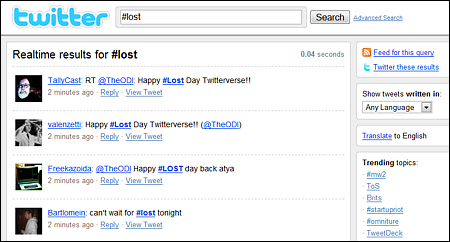 twitter
#lost
Search
Advanced Search
Realtime results for #lost
0.04 seconds
TallyCast: RT @TheODI: Happy #Lost Day Twitterverse!!
2 minutes ago · Reply · View Tweet
valenzetti: Happy #Lost Day Twitterverse!! (@TheODI)
2 minutes ago · Reply · View Tweet
Freekazoida: @TheODI Happy #LOST day back atya
2 minutes ago · Reply · View Tweet
Bartlomein: can't wait for #lost tonight
2 minutes ago · Reply · View Tweet
Feed for this query
Twitter these results
Show tweets written in:
Any Language
Translate to English
Trending topics:
· #mw2
· ToS
· Brits
· #startupriot
· #omniture
· TweetDeck